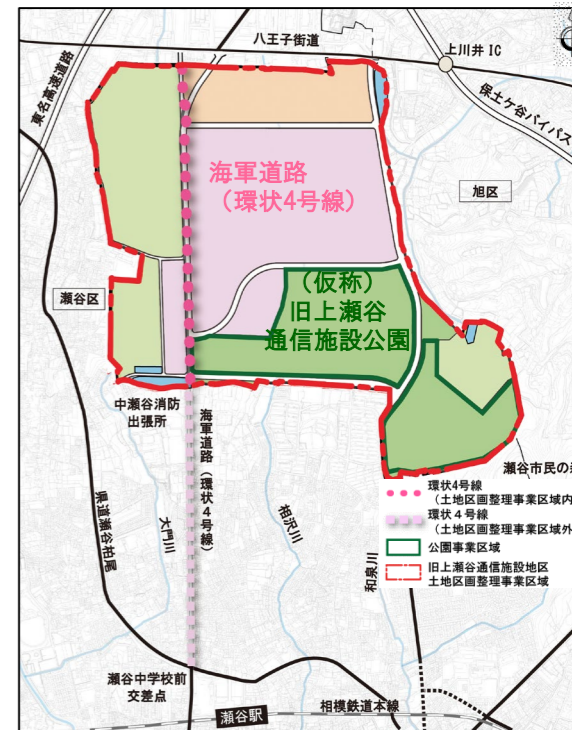 八王子街道
上川井 IC
東名高速道路
保土ケ谷バイパス
海軍道路
（環状4号線）
旭区
（仮称）
旧上瀬谷
通信施設公園
瀬谷区
中瀬谷消防
出張所
海軍道路（環状４号線）
瀬谷市民の森
県道瀬谷柏尾
大門川
相沢川
和泉川
環状4号線
（土地区画整理事業区域内
環状４号線
（土地区画整理事業区域外
公園事業区域
旧上瀬谷通信施設地区
土地区画整理事業区域
瀬谷中学校前
交差点
瀬谷駅
相模鉄道本線